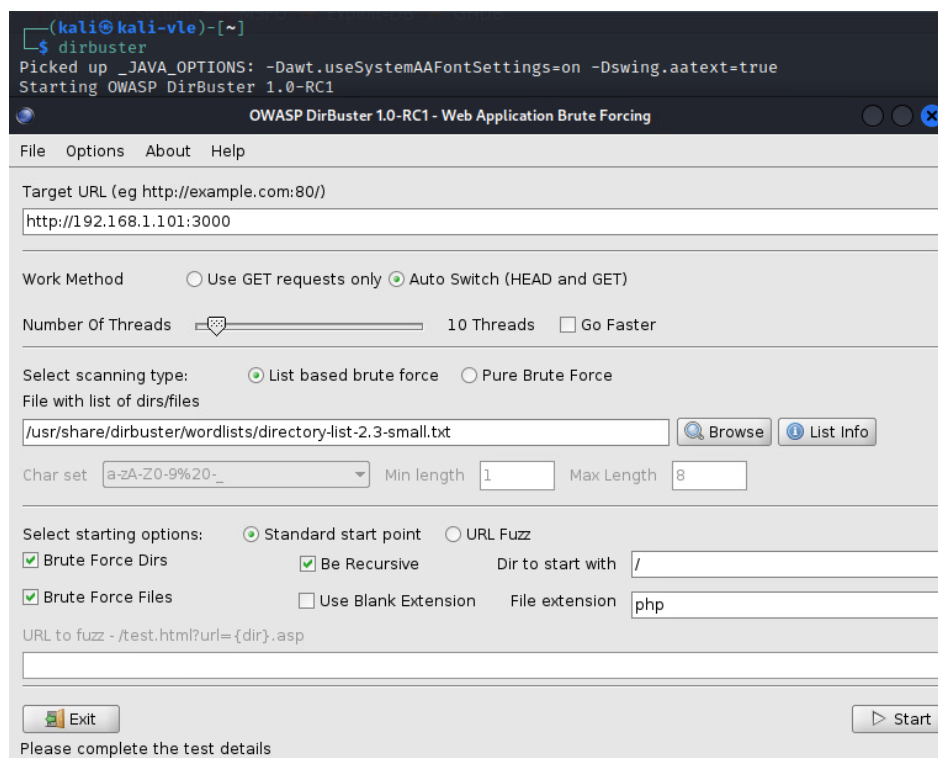 (kali㉿kali-vle)-[~]
$ dirbuster
Picked up _JAVA_OPTIONS: -Dawt.useSystemAAFontSettings=on -Dswing.aatext=true
Starting OWASP DirBuster 1.0-RC1
OWASP DirBuster 1.0-RC1 - Web Application Brute Forcing
File Options About Help
Target URL (eg http://example.com:80/)
http://192.168.1.101:3000
Work Method Use GET requests only Auto Switch (HEAD and GET)
Number Of Threads 10 Threads Go Faster
Select scanning type: List based brute force Pure Brute Force
File with list of dirs/files
/usr/share/dirbuster/wordlists/directory-list-2.3-small.txt Browse List Info
Char set a-zA-Z0-9%20-_ Min length 1 Max Length 8
Select starting options: Standard start point URL Fuzz
Brute Force Dirs Be Recursive Dir to start with /
Brute Force Files Use Blank Extension File extension php
URL to fuzz - /test.html?url={dir}.asp
Exit Start
Please complete the test details